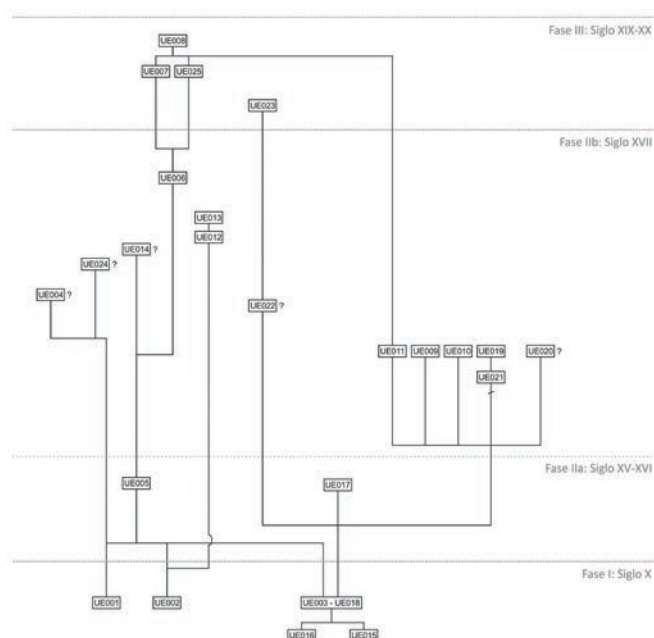 Fase III: Siglo XIX-XX
UE008
UE007 UE025
UE023
Fase IIb: Siglo XVII
UE006
UE013
UE012
UE014 ?
UE024 ?
UE004 ?
UE022 ?
UE011 UE009 UE010 UE019 UE020 ?
UE021
Fase IIa: Siglo XV-XVI
UE005
UE017
Fase I: Siglo X
UE001 UE002 UE003 - UE018
UE016 UE015